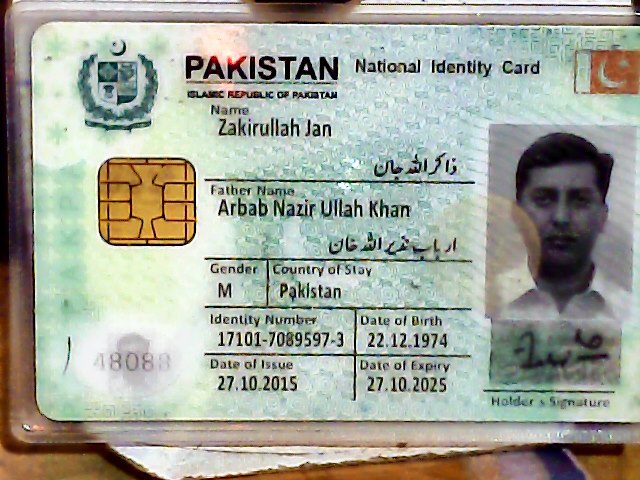 PAKISTAN National Identity Card
ISLAMIC REPUBLIC OF PAKISTAN
Name
Zakirullah Jan
ذاکر اللہ جان
Father Name
Arbab Nazir Ullah Khan
ارباب نذیر اللہ خان
Gender Country of Stay
M Pakistan
Identity Number Date of Birth
17101-7089597-3 22.12.1974
48088
Date of Issue Date of Expiry
27.10.2015 27.10.2025
Holder's Signature